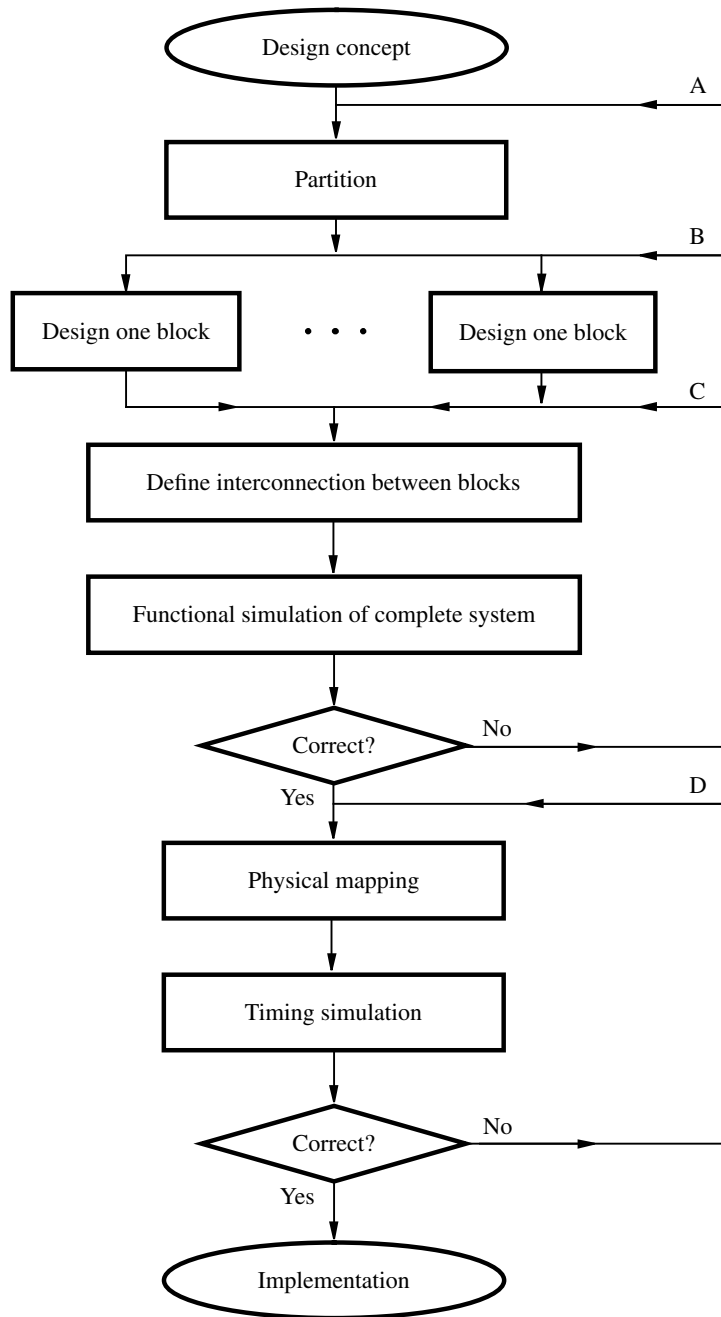 Design concept
A
Partition
B
Design one block
Design one block
C
Define interconnection between blocks
Functional simulation of complete system
Correct?
No
Yes
D
Physical mapping
Timing simulation
Correct?
No
Yes
Implementation